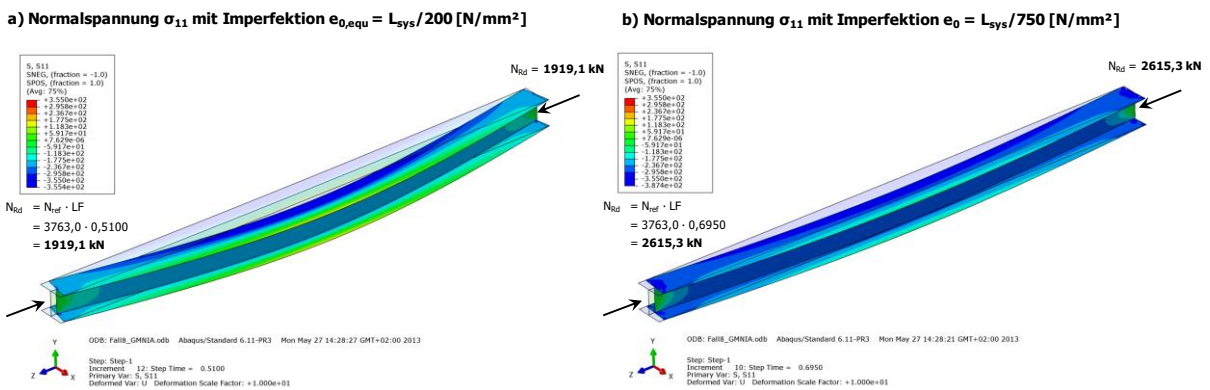 a) Normalspannung σ₁₁ mit Imperfektion e₀,equ = Lsys/200 [N/mm²]
S, S11
SNEG, (fraction = -1.0)
SPOS, (fraction = 1.0)
(Avg: 75%)
+3.550e+02
+2.958e+02
+2.367e+02
+1.775e+02
+1.183e+02
+5.917e+01
+7.629e-06
-5.917e+01
-1.183e+02
-1.775e+02
-2.367e+02
-2.958e+02
-3.550e+02
-3.554e+02
NRd = 1919,1 kN
NRd = Nref · LF
= 3763,0 · 0,5100
= 1919,1 kN
Y
Z
X
ODB: Fall8_GMNIA.odb Abaqus/Standard 6.11-PR3 Mon May 27 14:28:27 GMT+02:00 2013
Step: Step-1
Increment 12: Step Time = 0.5100
Primary Var: S, S11
Deformed Var: U Deformation Scale Factor: +1.000e+01
b) Normalspannung σ₁₁ mit Imperfektion e₀ = Lsys/750 [N/mm²]
S, S11
SNEG, (fraction = -1.0)
SPOS, (fraction = 1.0)
(Avg: 75%)
+3.550e+02
+2.958e+02
+2.367e+02
+1.775e+02
+1.183e+02
+5.917e+01
+7.629e-06
-5.917e+01
-1.183e+02
-1.775e+02
-2.367e+02
-2.958e+02
-3.550e+02
-3.874e+02
NRd = 2615,3 kN
NRd = Nref · LF
= 3763,0 · 0,6950
= 2615,3 kN
Y
Z
X
ODB: Fall8_GMNIA.odb Abaqus/Standard 6.11-PR3 Mon May 27 14:28:21 GMT+02:00 2013
Step: Step-1
Increment 10: Step Time = 0.6950
Primary Var: S, S11
Deformed Var: U Deformation Scale Factor: +1.000e+01